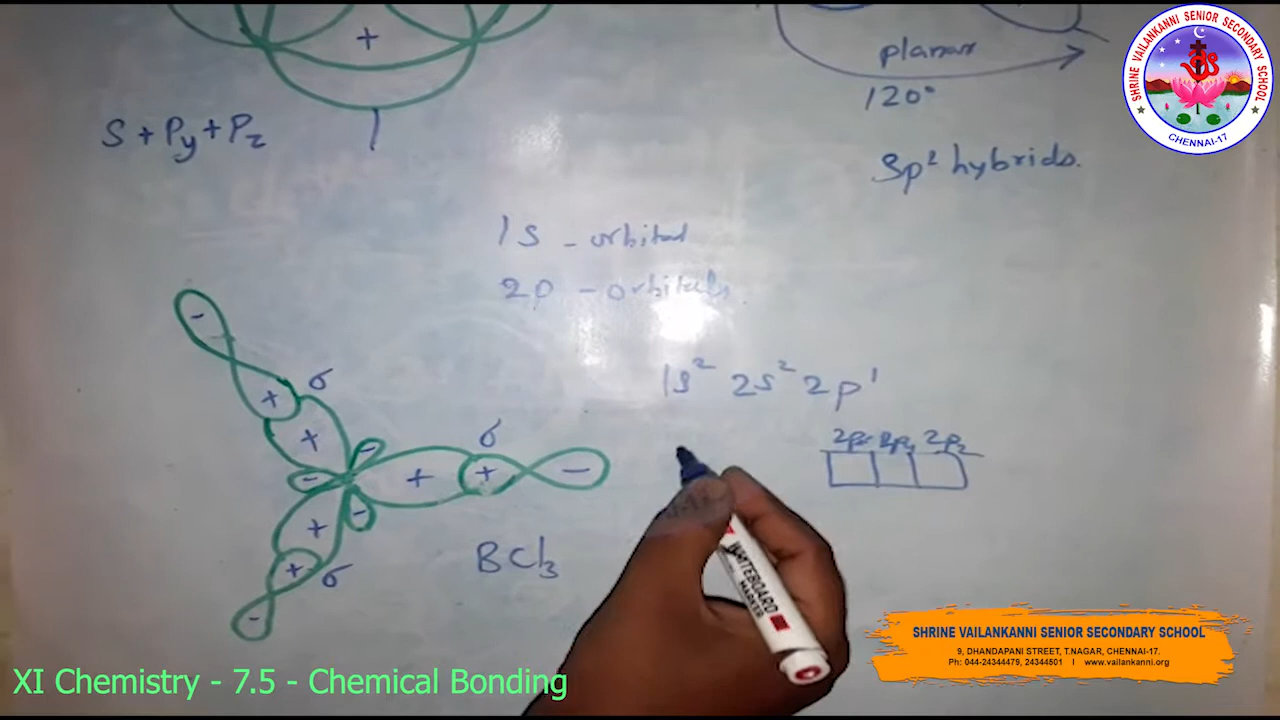 +
planar
120°
SHRINE VAILANKANNI SENIOR SECONDARY SCHOOL
CHENNAI-17
S + Py + Pz
Sp² hybrids.
1S - orbital
2P - orbitals.
-
1s² 2s² 2p¹
+ σ
+
2px 2py 2pz
σ
-
+ + -
-
+
BCl3
+ σ
-
WHITEBOARD
MARKER
SHRINE VAILANKANNI SENIOR SECONDARY SCHOOL
9, DHANDAPANI STREET, T.NAGAR, CHENNAI-17.
Ph: 044-24344479, 24344501 I www.vailankanni.org
XI Chemistry - 7.5 - Chemical Bonding